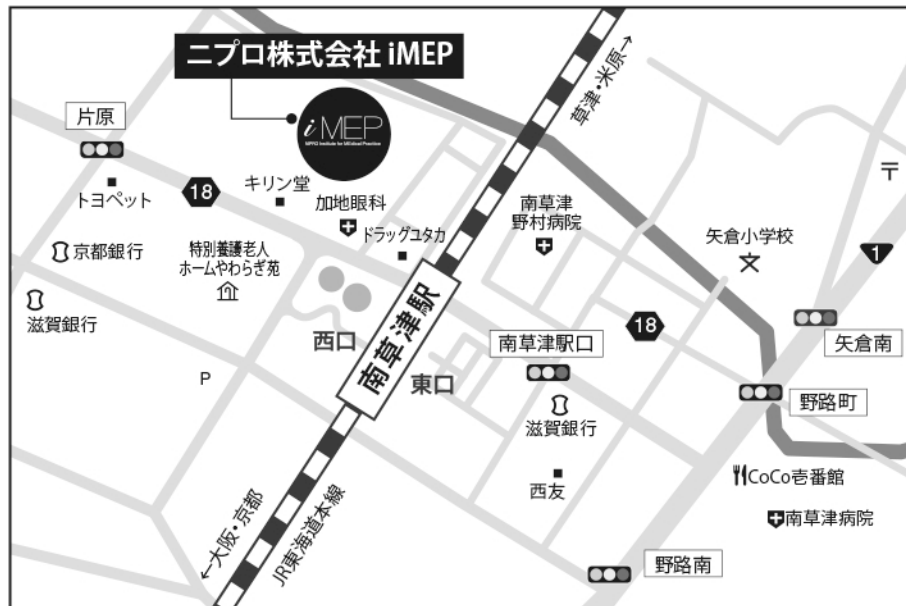 ニプロ株式会社 iMEP
iMEP
NIPRO Institute for MEdical Practice
草津・米原→
片原
トヨペット
18
キリン堂
加地眼科
ドラッグユタカ
京都銀行
特別養護老人
ホームやわらぎ苑
滋賀銀行
P
西口
南草津駅
東口
南草津
野村病院
矢倉小学校
文
〒
1
18
南草津駅口
矢倉南
野路町
滋賀銀行
西友
CoCo壱番館
南草津病院
野路南
←大阪・京都
JR東海道本線